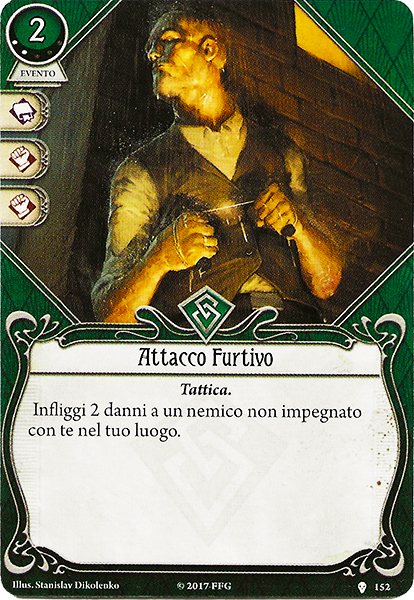 2
EVENTO
Attacco Furtivo
Tattica.
Infliggi 2 danni a un nemico non impegnato
con te nel tuo luogo.
Illus. Stanislav Dikolenko
© 2017 FFG
152